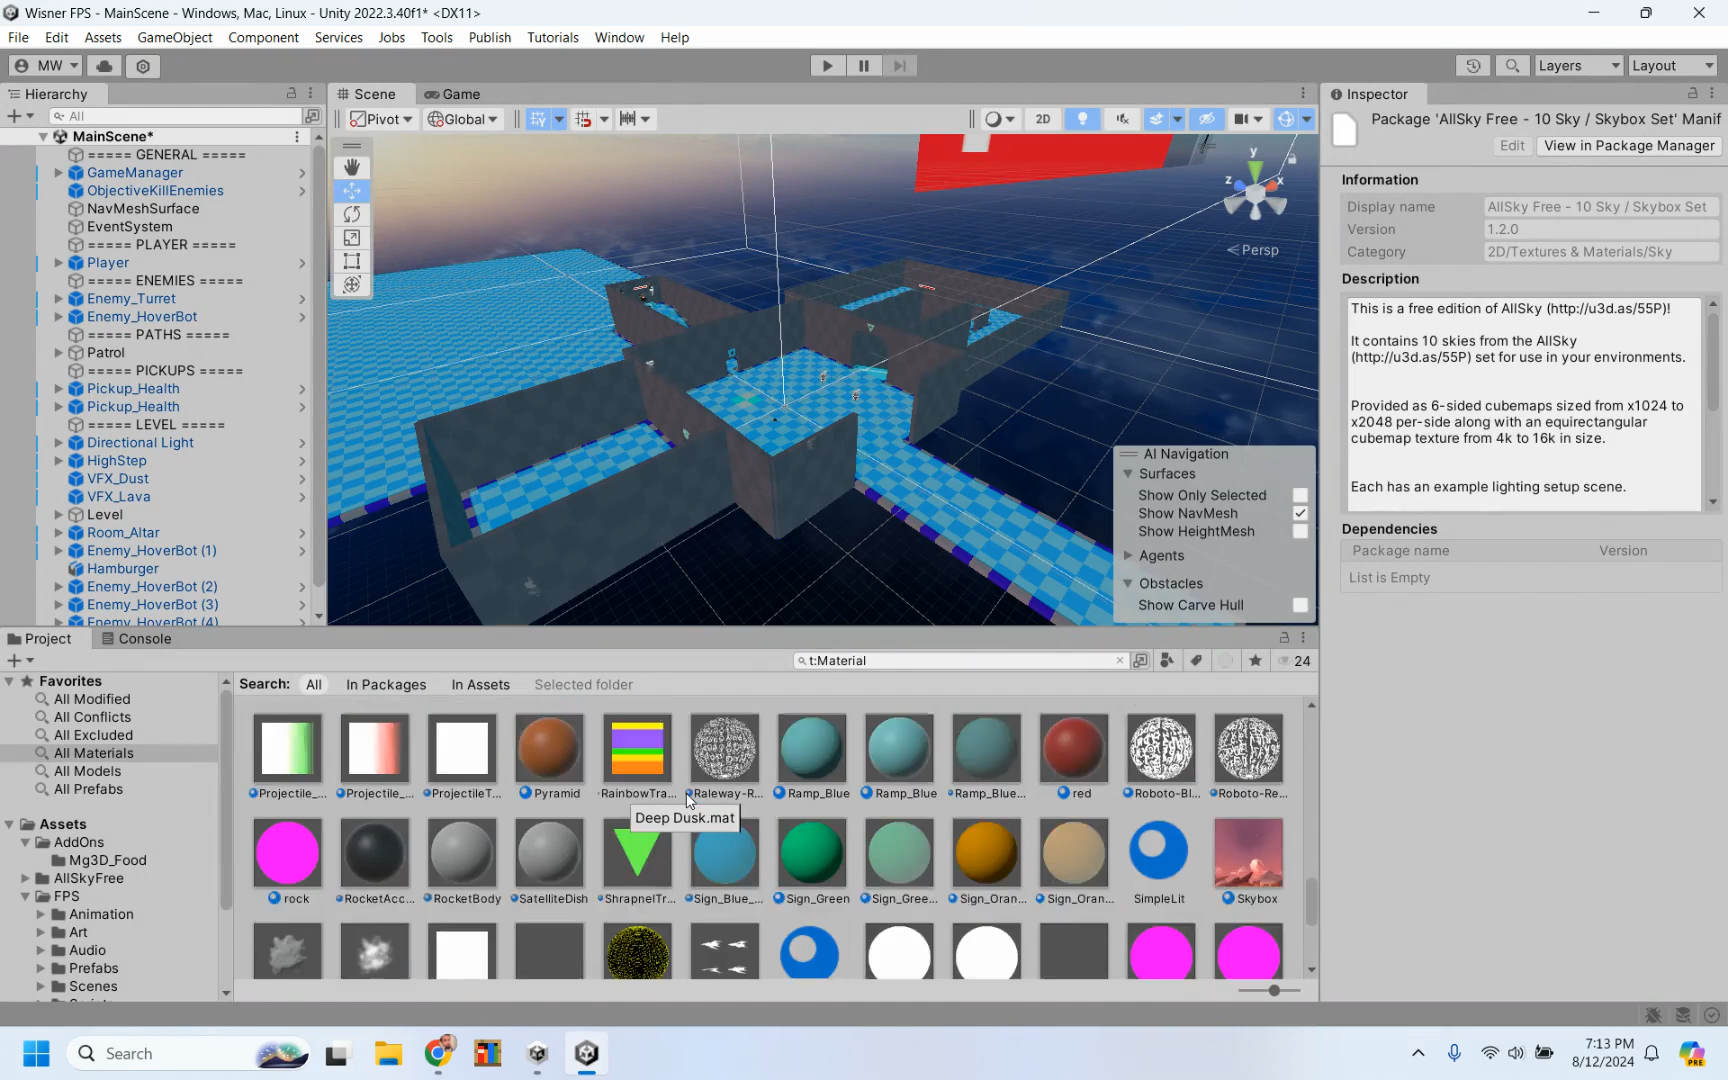 Wisner FPS - MainScene - Windows, Mac, Linux - Unity 2022.3.40f1* <DX11>
File Edit Assets GameObject Component Services Jobs Tools Publish Tutorials Window Help
MW
Layers
Layout
Hierarchy
All
MainScene*
===== GENERAL =====
GameManager
ObjectiveKillEnemies
NavMeshSurface
EventSystem
===== PLAYER =====
Player
===== ENEMIES =====
Enemy_Turret
Enemy_HoverBot
===== PATHS =====
Patrol
===== PICKUPS =====
Pickup_Health
Pickup_Health
===== LEVEL =====
Directional Light
HighStep
VFX_Dust
VFX_Lava
Level
Room_Altar
Enemy_HoverBot (1)
Hamburger
Enemy_HoverBot (2)
Enemy_HoverBot (3)
Enemy_HoverBot (4)
Scene
Game
Pivot
Global
2D
y
z
x
Persp
AI Navigation
Surfaces
Show Only Selected
Show NavMesh
Show HeightMesh
Agents
Obstacles
Show Carve Hull
Inspector
Package 'AllSky Free - 10 Sky / Skybox Set' Manif
Edit
View in Package Manager
Information
Display name AllSky Free - 10 Sky / Skybox Set
Version 1.2.0
Category 2D/Textures & Materials/Sky
Description
This is a free edition of AllSky (http://u3d.as/55P)!
It contains 10 skies from the AllSky
(http://u3d.as/55P) set for use in your environments.
Provided as 6-sided cubemaps sized from x1024 to
x2048 per-side along with an equirectangular
cubemap texture from 4k to 16k in size.
Each has an example lighting setup scene.
Dependencies
Package name Version
List is Empty
Project
Console
t:Material
24
Favorites
All Modified
All Conflicts
All Excluded
All Materials
All Models
All Prefabs
Assets
AddOns
Mg3D_Food
AllSkyFree
FPS
Animation
Art
Audio
Prefabs
Scenes
Search: All In Packages In Assets Selected folder
Projectile_... Projectile_... ProjectileT... Pyramid RainbowTra... Raleway-R... Ramp_Blue Ramp_Blue Ramp_Blue... red Roboto-Bl... Roboto-Re...
Deep Dusk.mat
rock RocketAcc... RocketBody SatelliteDish ShrapnelTr... Sign_Blue_... Sign_Green Sign_Gree... Sign_Oran... Sign_Oran... SimpleLit Skybox
Search
7:13 PM
8/12/2024
PRE